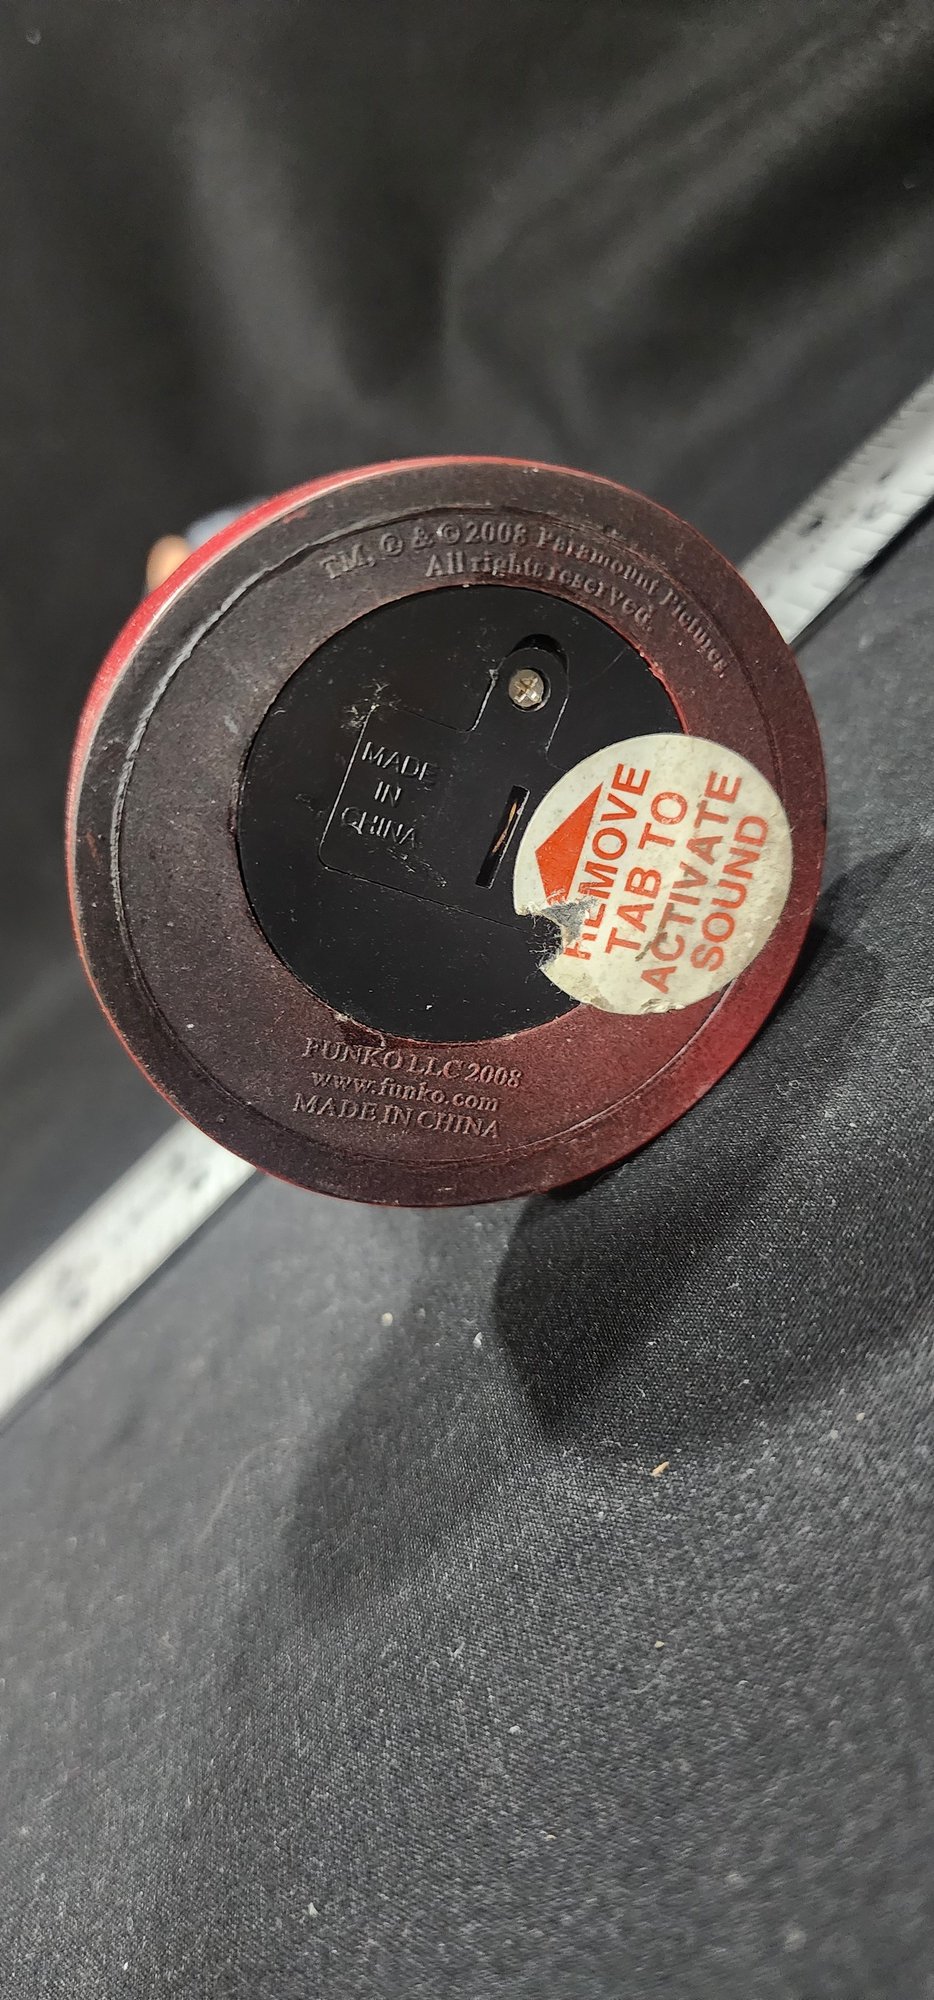 TM, ® & © 2008 Paramount Pictures.
All rights reserved.
MADE
IN
CHINA
REMOVE
TAB TO
ACTIVATE
SOUND
FUNKO LLC 2008
www.funko.com
MADE IN CHINA